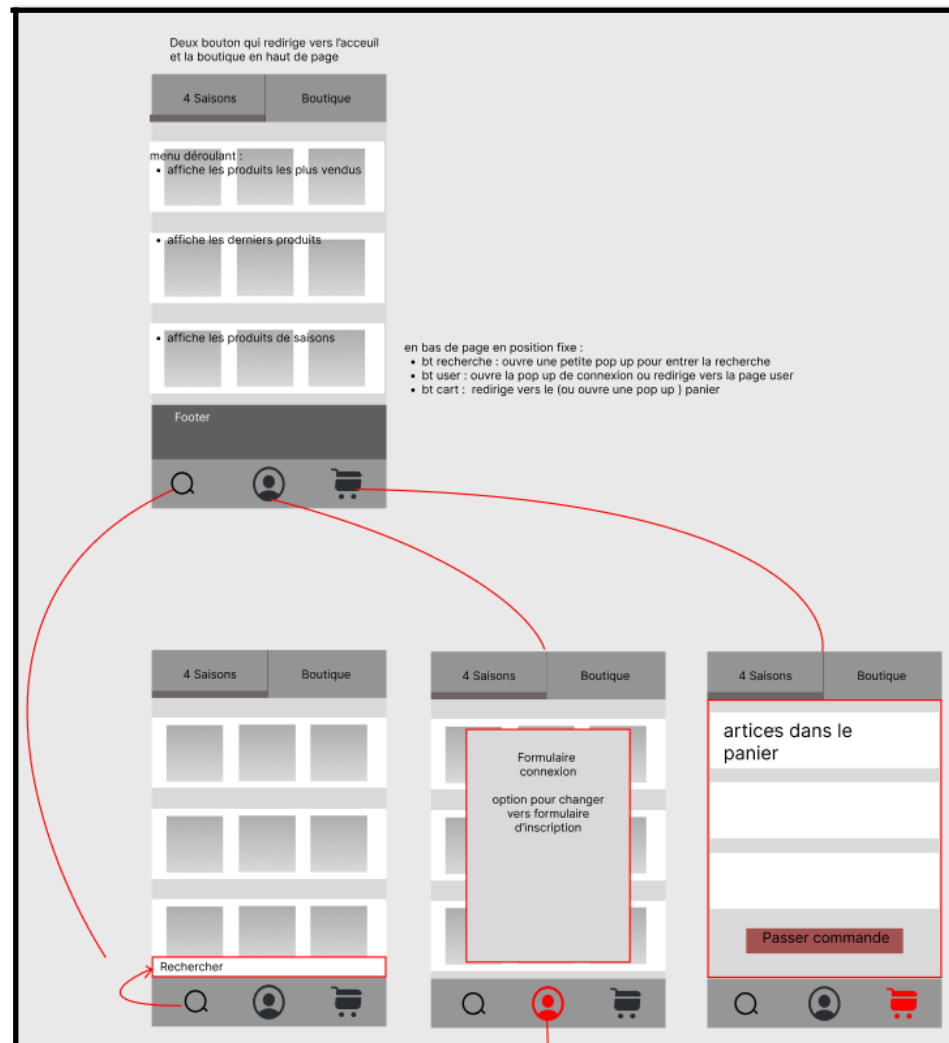 Deux bouton qui redirige vers l'acceuil
et la boutique en haut de page
4 Saisons
Boutique
menu déroulant :
• affiche les produits les plus vendus
• affiche les derniers produits
• affiche les produits de saisons
en bas de page en position fixe :
• bt recherche : ouvre une petite pop up pour entrer la recherche
• bt user : ouvre la pop up de connexion ou redirige vers la page user
• bt cart : redirige vers le (ou ouvre une pop up ) panier
Footer
4 Saisons
Boutique
Rechercher
4 Saisons
Boutique
Formulaire
connexion
option pour changer
vers formulaire
d'inscription
4 Saisons
Boutique
artices dans le
panier
Passer commande